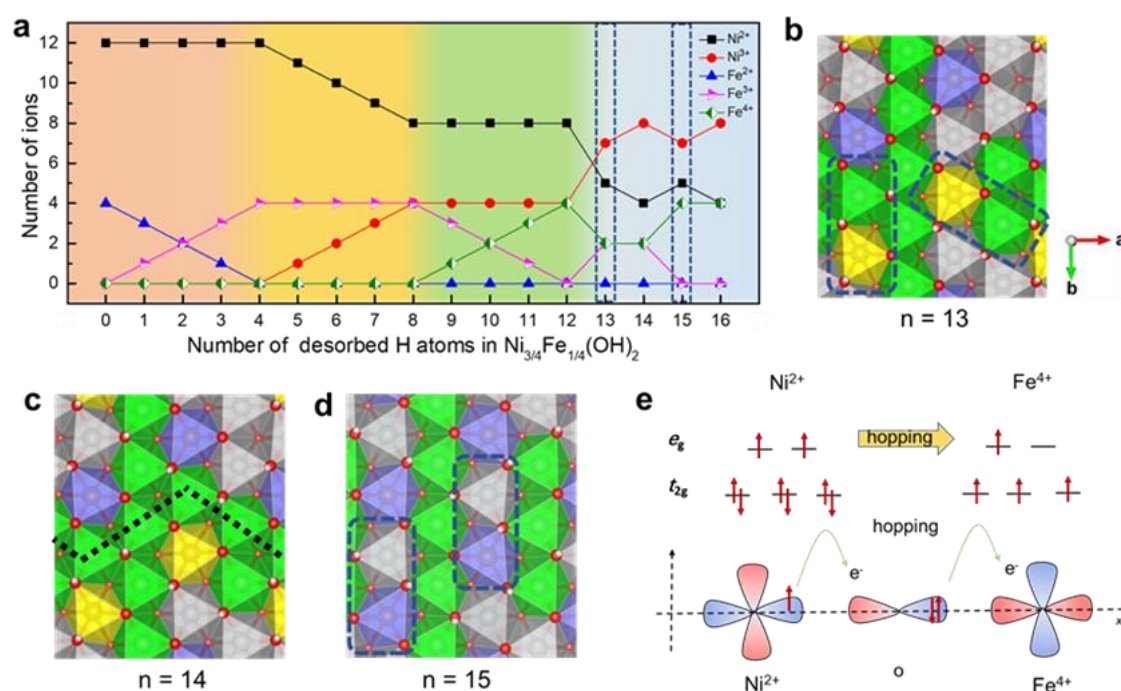 a
Number of ions
12
10
8
6
4
2
0
Ni²⁺
Ni³⁺
Fe²⁺
Fe³⁺
Fe⁴⁺
0 1 2 3 4 5 6 7 8 9 10 11 12 13 14 15 16
Number of desorbed H atoms in Ni₃/₄Fe₁/₄(OH)₂
b
a
b
n = 13
c
n = 14
d
n = 15
e
Ni²⁺ Fe⁴⁺
e_g hopping
t₂g
hopping
e⁻ e⁻
x
Ni²⁺ O Fe⁴⁺